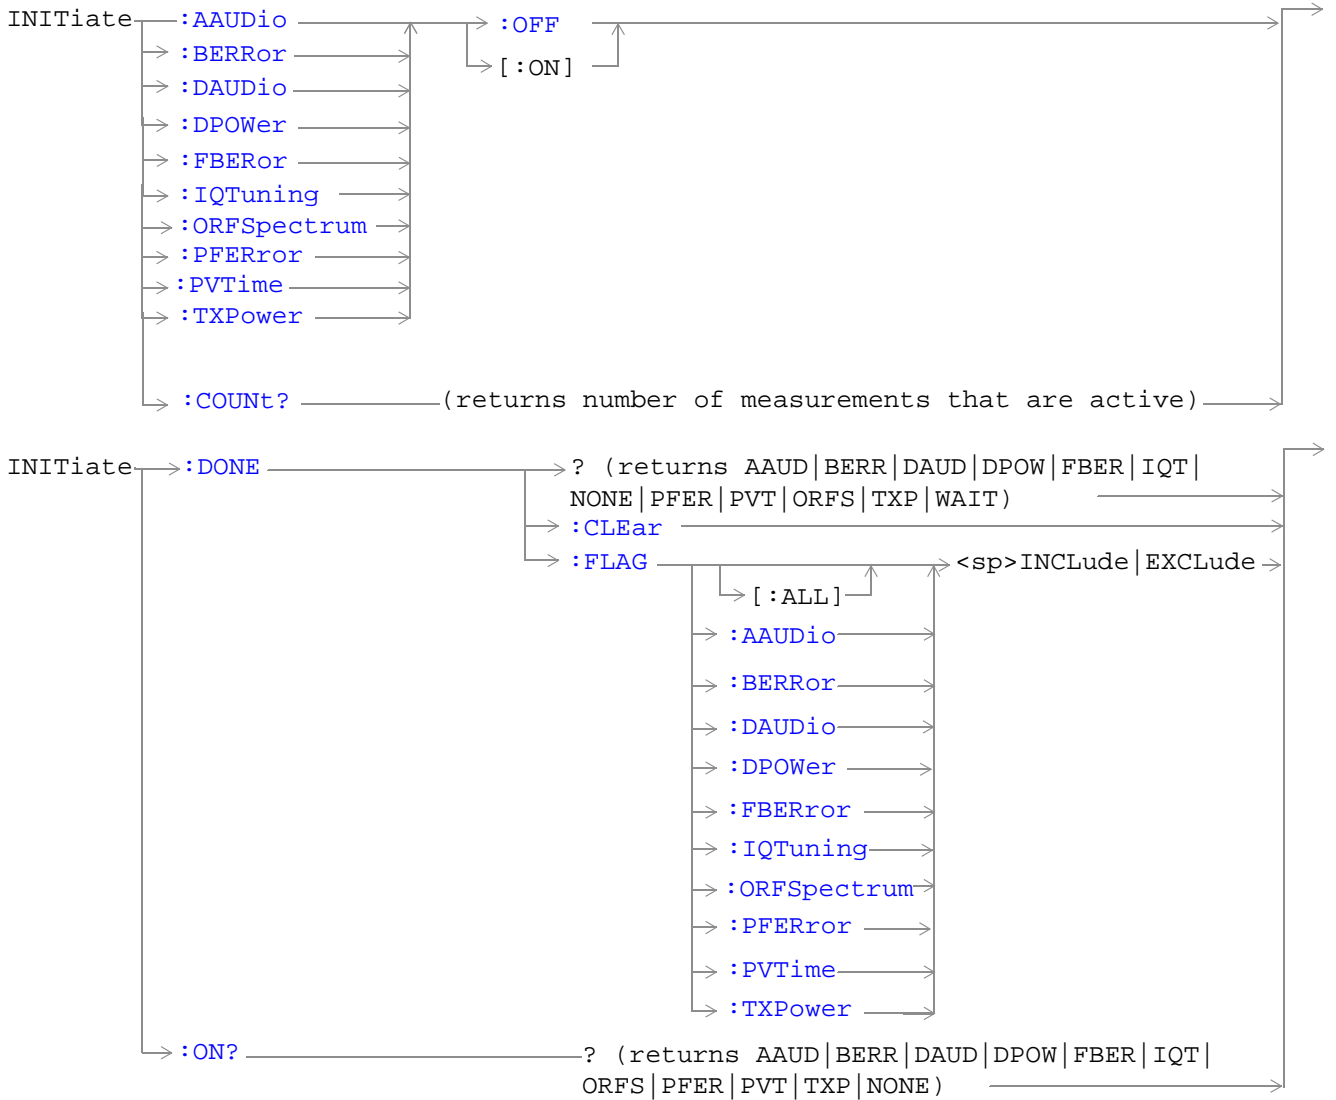 INITiate :AAUDio :OFF
:BERRor [:ON]
:DAUDio
:DPOWer
:FBERor
:IQTuning
:ORFSpectrum
:PFERror
:PVTime
:TXPower
:COUNt? (returns number of measurements that are active)
INITiate :DONE ? (returns AAUD|BERR|DAUD|DPOW|FBER|IQT|
NONE|PFER|PVT|ORFS|TXP|WAIT)
:CLEar
:FLAG <sp>INCLude|EXCLude
[:ALL]
:AAUDio
:BERRor
:DAUDio
:DPOWer
:FBERror
:IQTuning
:ORFSpectrum
:PFERror
:PVTime
:TXPower
:ON? ? (returns AAUD|BERR|DAUD|DPOW|FBER|IQT|
ORFS|PFER|PVT|TXP|NONE)